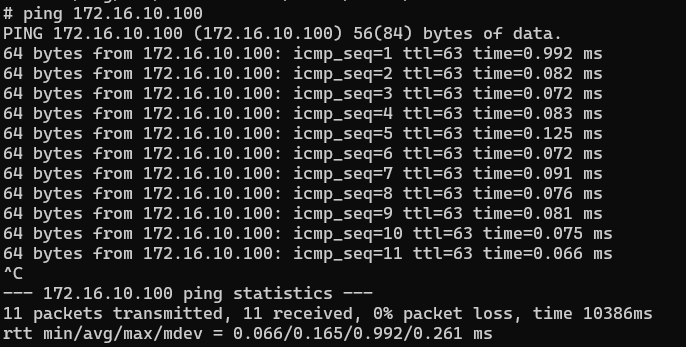 # ping 172.16.10.100
PING 172.16.10.100 (172.16.10.100) 56(84) bytes of data.
64 bytes from 172.16.10.100: icmp_seq=1 ttl=63 time=0.992 ms
64 bytes from 172.16.10.100: icmp_seq=2 ttl=63 time=0.082 ms
64 bytes from 172.16.10.100: icmp_seq=3 ttl=63 time=0.072 ms
64 bytes from 172.16.10.100: icmp_seq=4 ttl=63 time=0.083 ms
64 bytes from 172.16.10.100: icmp_seq=5 ttl=63 time=0.125 ms
64 bytes from 172.16.10.100: icmp_seq=6 ttl=63 time=0.072 ms
64 bytes from 172.16.10.100: icmp_seq=7 ttl=63 time=0.091 ms
64 bytes from 172.16.10.100: icmp_seq=8 ttl=63 time=0.076 ms
64 bytes from 172.16.10.100: icmp_seq=9 ttl=63 time=0.081 ms
64 bytes from 172.16.10.100: icmp_seq=10 ttl=63 time=0.075 ms
64 bytes from 172.16.10.100: icmp_seq=11 ttl=63 time=0.066 ms
^C
--- 172.16.10.100 ping statistics ---
11 packets transmitted, 11 received, 0% packet loss, time 10386ms
rtt min/avg/max/mdev = 0.066/0.165/0.992/0.261 ms